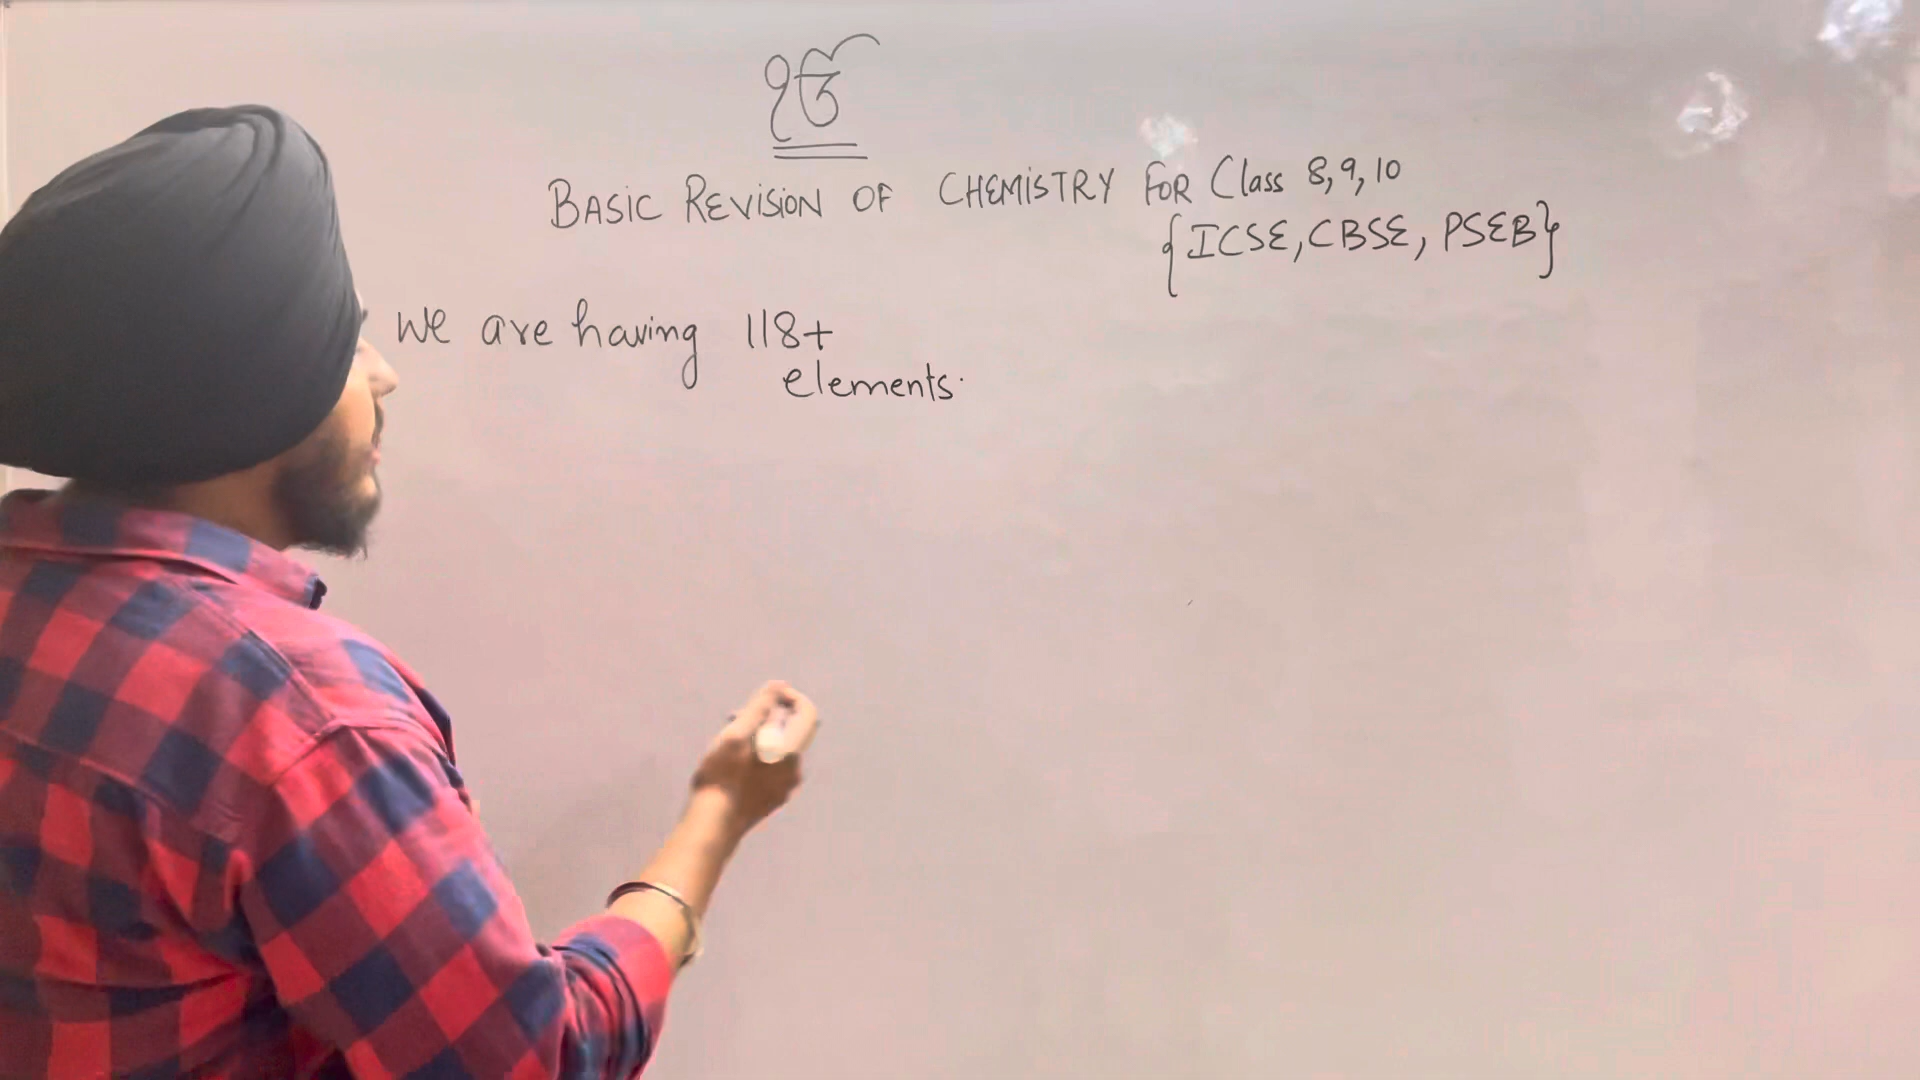 ੴ
BASIC REVISION OF CHEMISTRY FOR Class 8,9,10
{ICSE,CBSE, PSEB}
We are having 118+
elements.